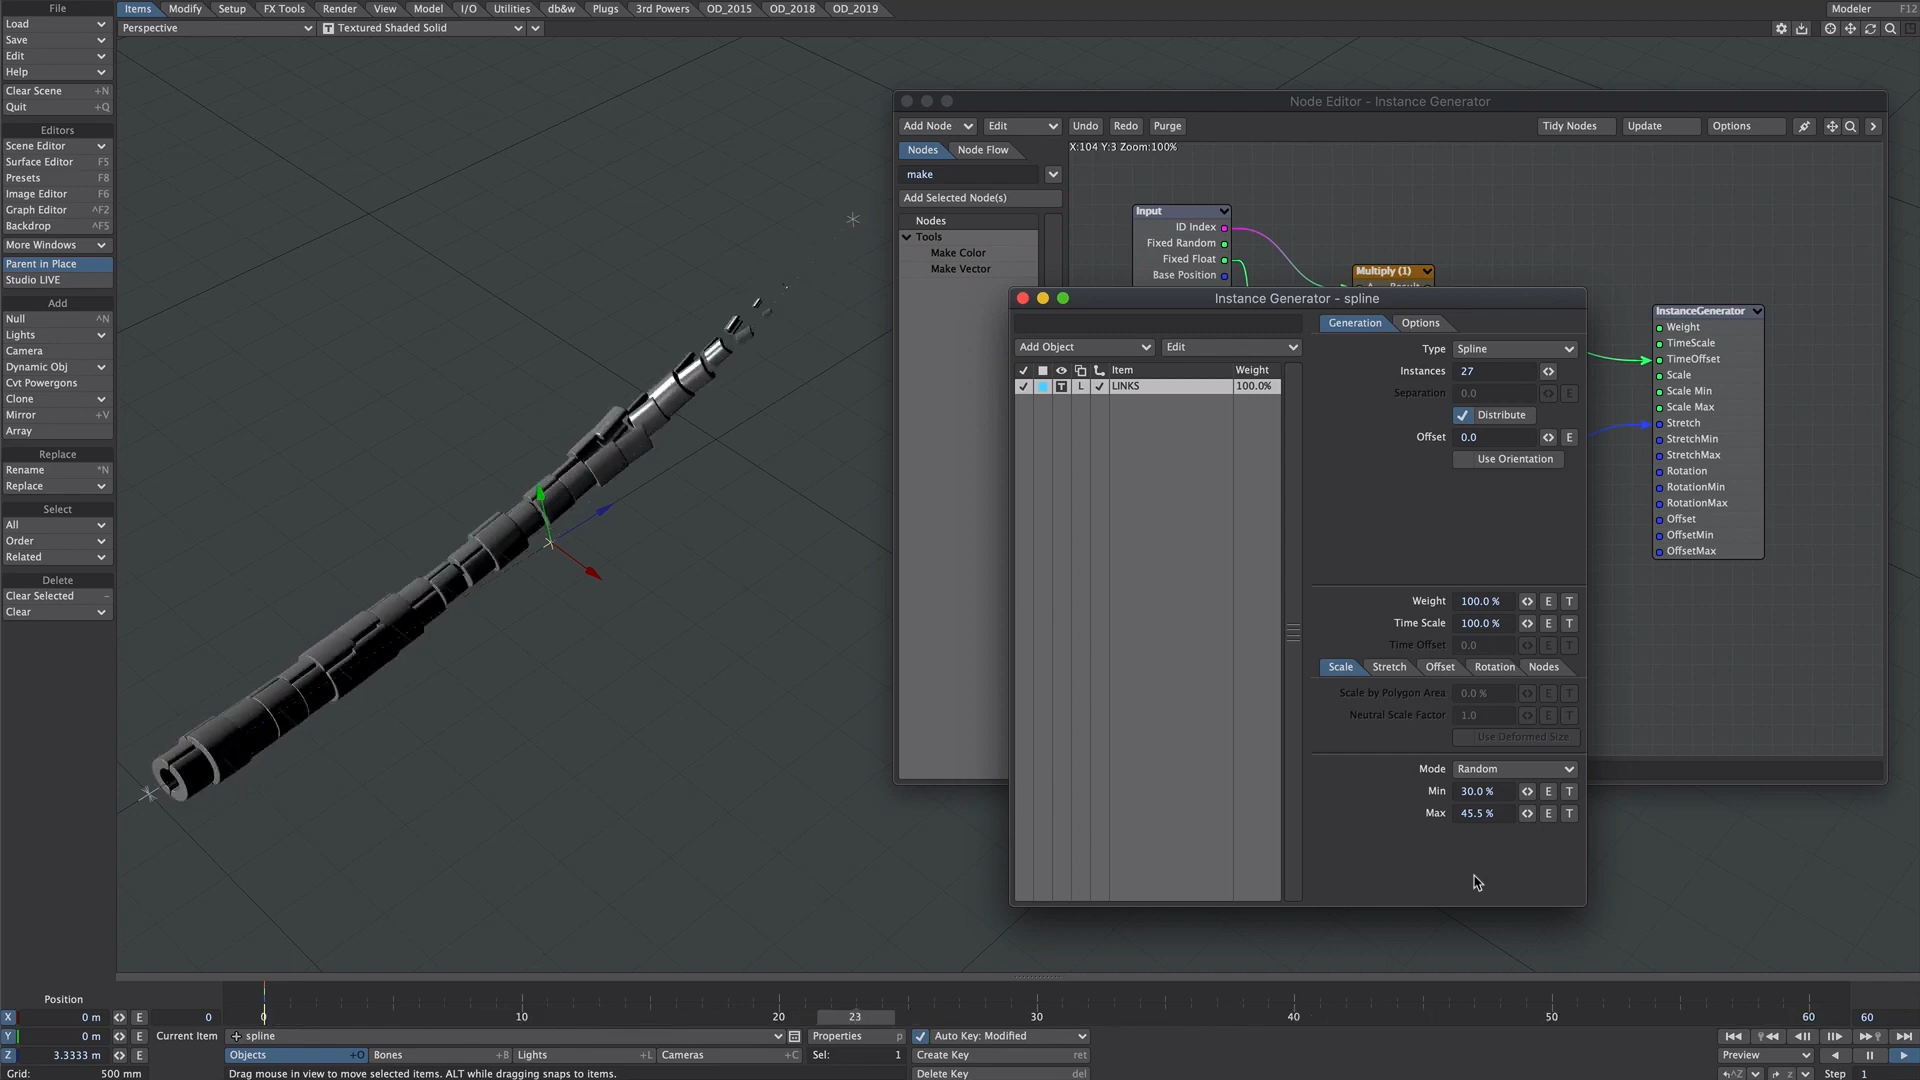 File
Items
Modify
Setup
FX Tools
Render
View
Model
I/O
Utilities
db&w
Plugs
3rd Powers
OD_2015
OD_2018
OD_2019
Modeler F12
Load
Perspective
Textured Shaded Solid
Save
Edit
Help
Clear Scene +N
Quit +Q
Editors
Scene Editor
Surface Editor F5
Presets F8
Image Editor F6
Graph Editor ^F2
Backdrop ^F5
More Windows
Parent in Place
Studio LIVE
Add
Null ^N
Lights
Camera
Dynamic Obj
Cvt Powergons
Clone
Mirror +V
Array
Replace
Rename *N
Replace
Select
All
Order
Related
Delete
Clear Selected –
Clear
Node Editor - Instance Generator
Add Node
Edit
Undo
Redo
Purge
Tidy Nodes
Update
Options
Nodes
Node Flow
X:104 Y:3 Zoom:100%
make
Add Selected Node(s)
Nodes
Tools
Make Color
Make Vector
Input
ID Index
Fixed Random
Fixed Float
Base Position
Multiply (1)
InstanceGenerator
Weight
TimeScale
TimeOffset
Scale
Scale Min
Scale Max
Stretch
StretchMin
StretchMax
Rotation
RotationMin
RotationMax
Offset
OffsetMin
OffsetMax
Instance Generator - spline
Generation
Options
Add Object
Edit
Item
Weight
T L LINKS 100.0%
Type Spline
Instances 27
Separation 0.0 E
Distribute
Offset 0.0 E
Use Orientation
Weight 100.0 % E T
Time Scale 100.0 % E T
Time Offset 0.0 E T
Scale
Stretch
Offset
Rotation
Nodes
Scale by Polygon Area 0.0 % E T
Neutral Scale Factor 1.0 E T
Use Deformed Size
Mode Random
Min 30.0 % E T
Max 45.5 % E T
Position
X 0 m E 0
0 10 20 23 30 40 50 60 60
Y 0 m E
Current Item spline
Properties p
Auto Key: Modified
Z 3.3333 m E
Objects +O
Bones +B
Lights +L
Cameras +C
Sel: 1
Create Key ret
Preview
Grid: 500 mm
Drag mouse in view to move selected items. ALT while dragging snaps to items.
Delete Key del
^Z
z
Step 1